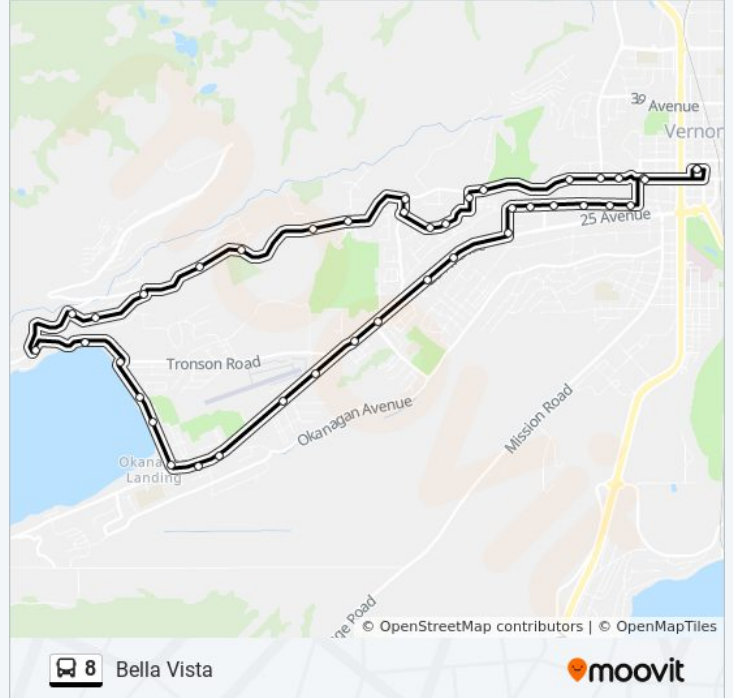 39 Avenue
Vernon
25 Avenue
Tronson Road
Okanagan Avenue
Mission Road
Okana
Landing
ge Road
© OpenStreetMap contributors | © OpenMapTiles
8 Bella Vista
moovit